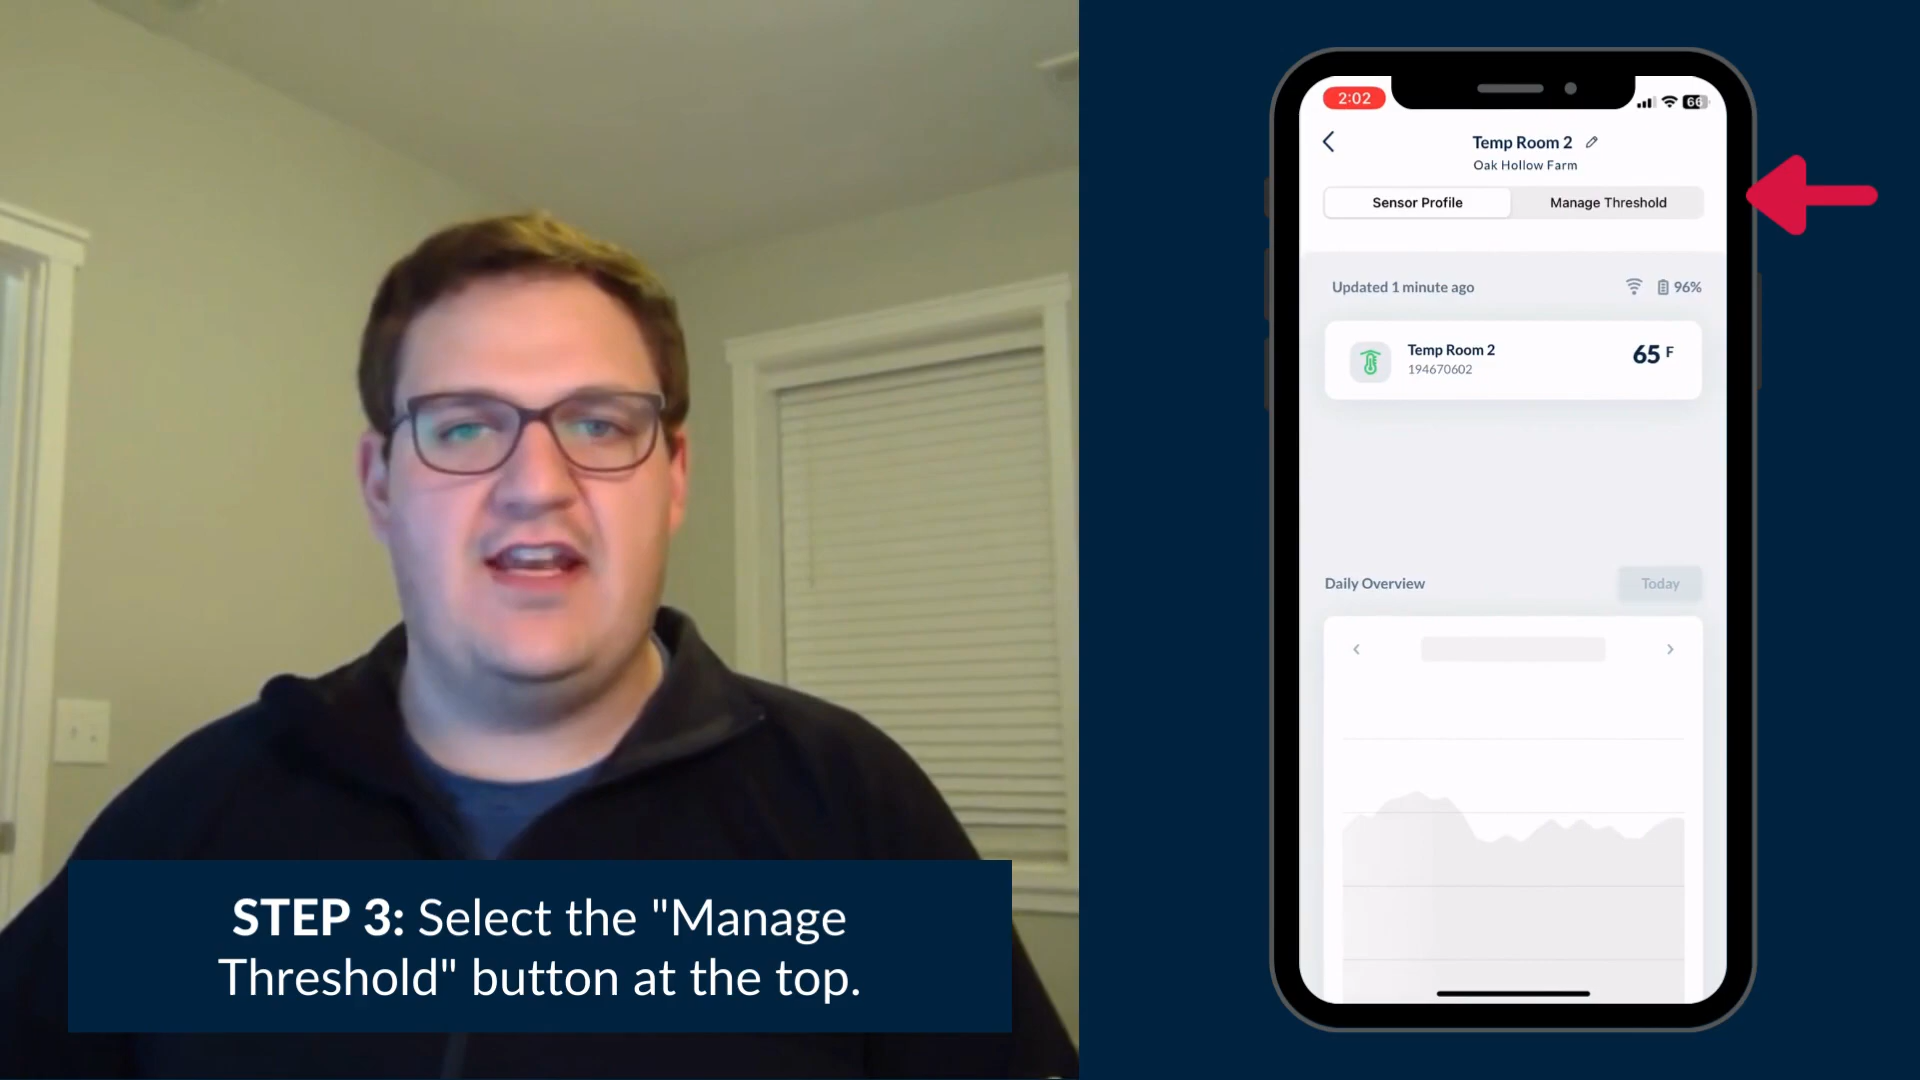 STEP 3: Select the "Manage
Threshold" button at the top.
2:02
66
Temp Room 2
Oak Hollow Farm
Sensor Profile
Manage Threshold
Updated 1 minute ago
96%
Temp Room 2
194670602
65 F
Daily Overview
Today